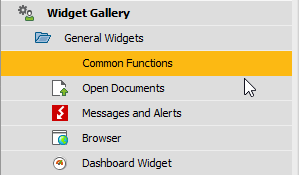 Widget Gallery
General Widgets
Common Functions
Open Documents
Messages and Alerts
Browser
Dashboard Widget